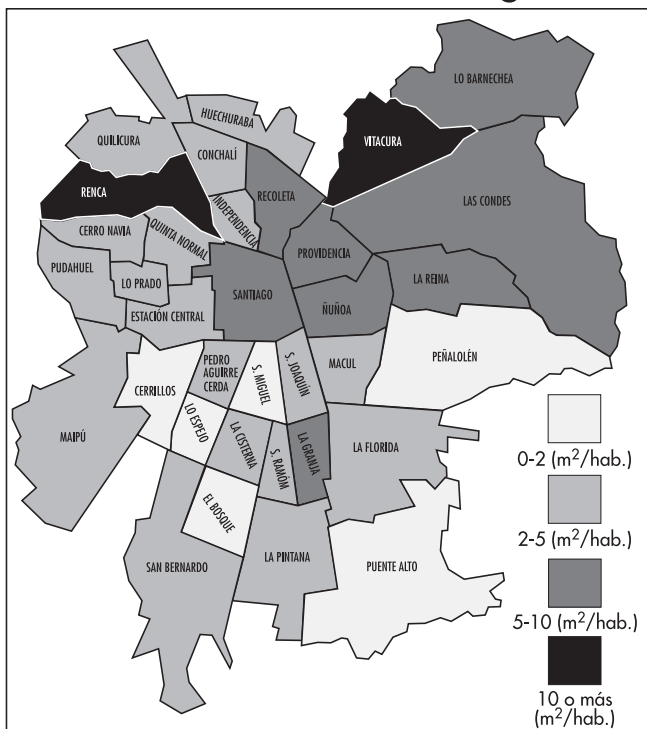 LO BARNECHEA
HUECHURABA
QUILICURA
CONCHALÍ
VITACURA
RENCA
RECOLETA
INDEPENDENCIA
LAS CONDES
CERRO NAVIA
QUINTA NORMAL
PROVIDENCIA
PUDAHUEL
LO PRADO
LA REINA
SANTIAGO
ÑUÑOA
ESTACIÓN CENTRAL
PEDRO
AGUIRRE
CERDA
S. MIGUEL
S. JOAQUÍN
MACUL
PEÑALOLÉN
CERRILLOS
LO ESPEJO
MAIPÚ
LA CISTERNA
S. RAMÓM
LA GRANJA
LA FLORIDA
EL BOSQUE
SAN BERNARDO
LA PINTANA
PUENTE ALTO
0-2 (m²/hab.)
2-5 (m²/hab.)
5-10 (m²/hab.)
10 o más
(m²/hab.)